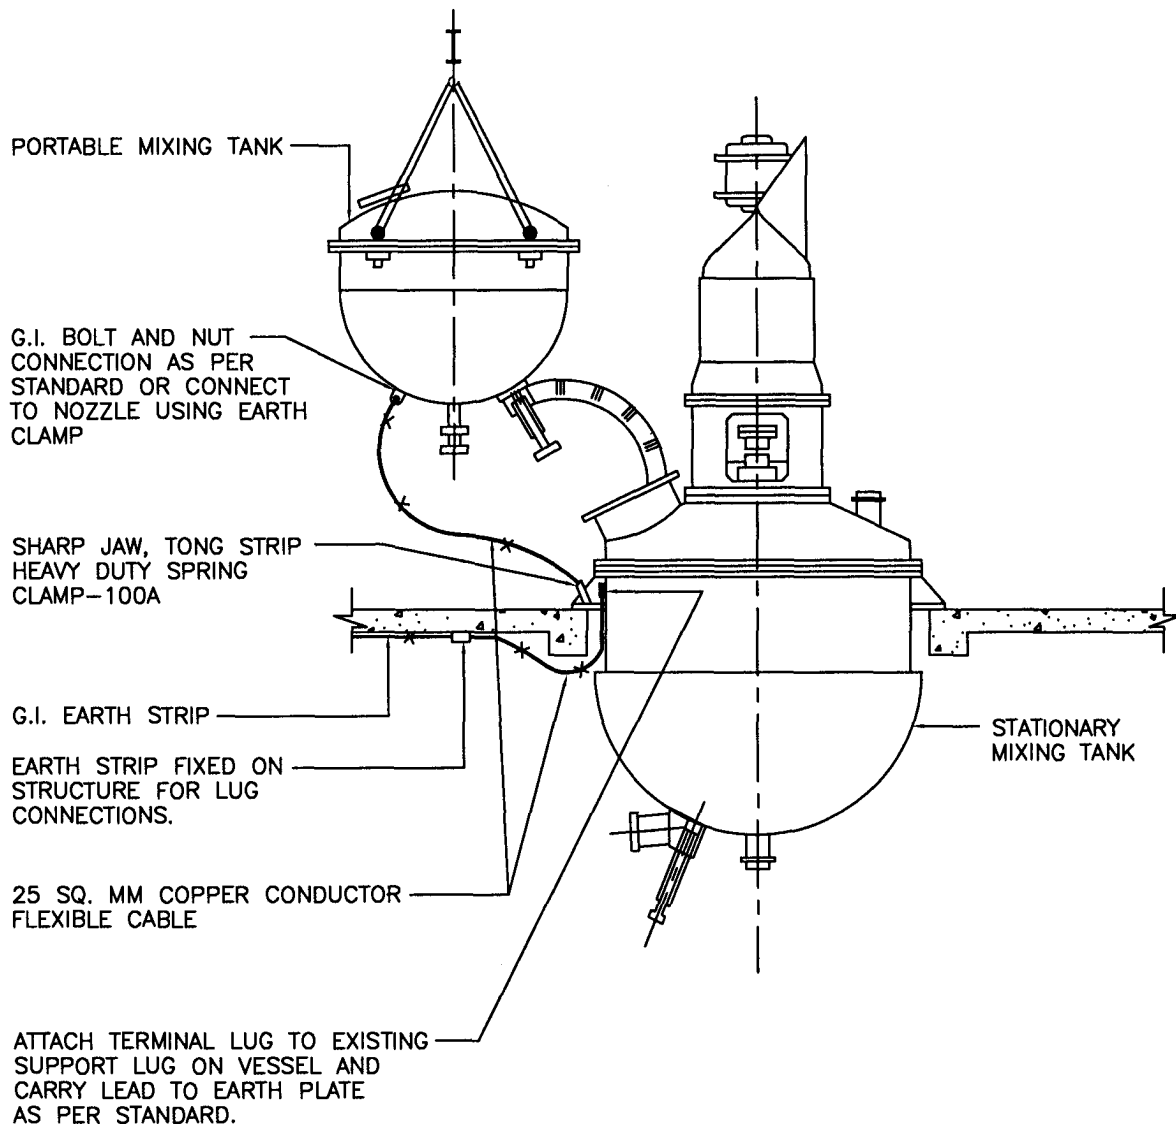 PORTABLE MIXING TANK
G.I. BOLT AND NUT
CONNECTION AS PER
STANDARD OR CONNECT
TO NOZZLE USING EARTH
CLAMP
SHARP JAW, TONG STRIP
HEAVY DUTY SPRING
CLAMP-100A
G.I. EARTH STRIP
EARTH STRIP FIXED ON
STRUCTURE FOR LUG
CONNECTIONS.
STATIONARY
MIXING TANK
25 SQ. MM COPPER CONDUCTOR
FLEXIBLE CABLE
ATTACH TERMINAL LUG TO EXISTING
SUPPORT LUG ON VESSEL AND
CARRY LEAD TO EARTH PLATE
AS PER STANDARD.